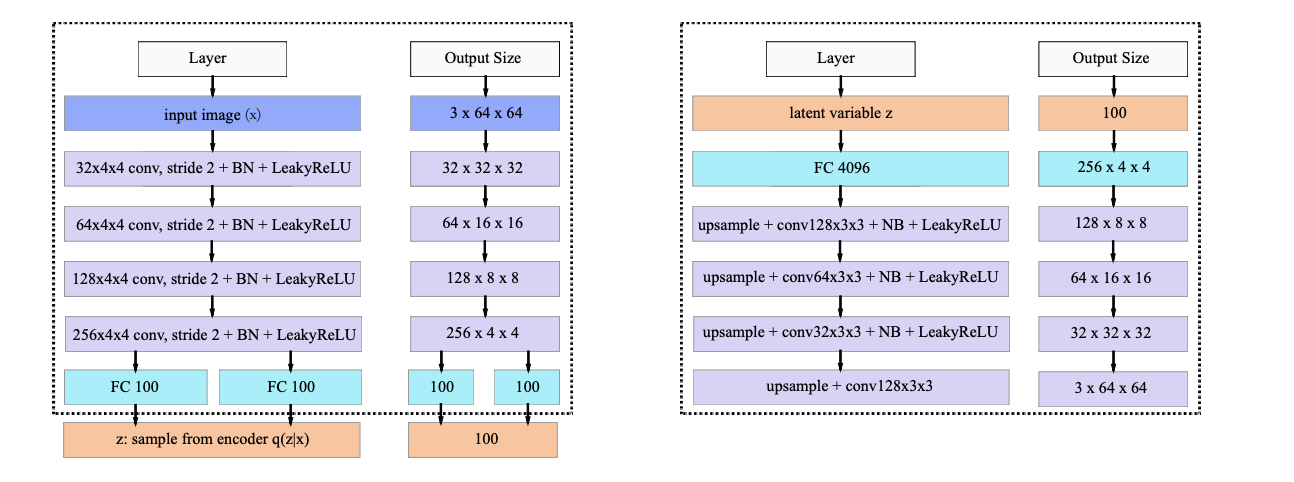 Layer
Output Size
input image (x)
3 x 64 x 64
32x4x4 conv, stride 2 + BN + LeakyReLU
32 x 32 x 32
64x4x4 conv, stride 2 + BN + LeakyReLU
64 x 16 x 16
128x4x4 conv, stride 2 + BN + LeakyReLU
128 x 8 x 8
256x4x4 conv, stride 2 + BN + LeakyReLU
256 x 4 x 4
FC 100
FC 100
100
100
z: sample from encoder q(z|x)
100
Layer
Output Size
latent variable z
100
FC 4096
256 x 4 x 4
upsample + conv128x3x3 + NB + LeakyReLU
128 x 8 x 8
upsample + conv64x3x3 + NB + LeakyReLU
64 x 16 x 16
upsample + conv32x3x3 + NB + LeakyReLU
32 x 32 x 32
upsample + conv128x3x3
3 x 64 x 64